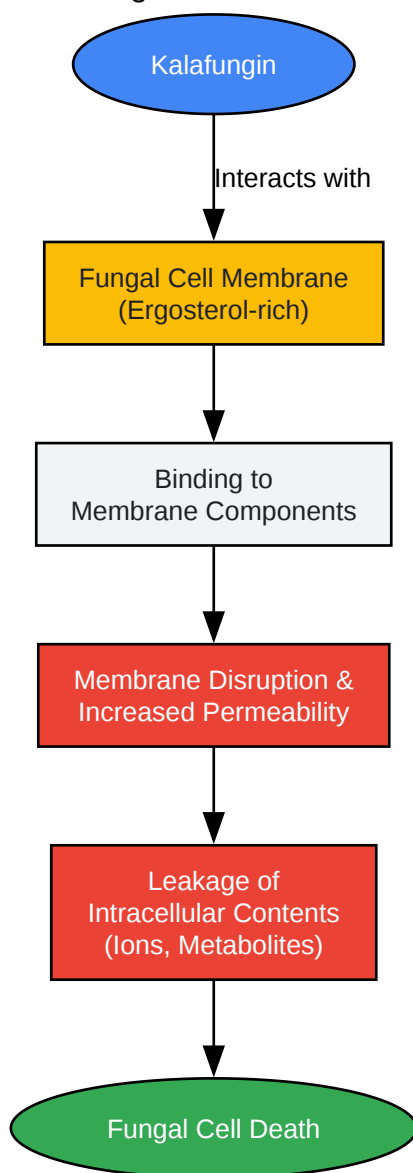 Kalafungin
Interacts with
Fungal Cell Membrane
(Ergosterol-rich)
Binding to
Membrane Components
Membrane Disruption &
Increased Permeability
Leakage of
Intracellular Contents
(Ions, Metabolites)
Fungal Cell Death